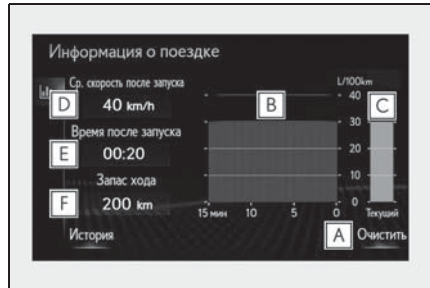 Информация о поездке
Ср. скорость после запуска
L/100km
D
40 km/h
B
40
C
Время после запуска
30
E
00:20
20
Запас хода
10
F
200 km
15 мин 10 5 0
0
Текущий
История
A
Очистить